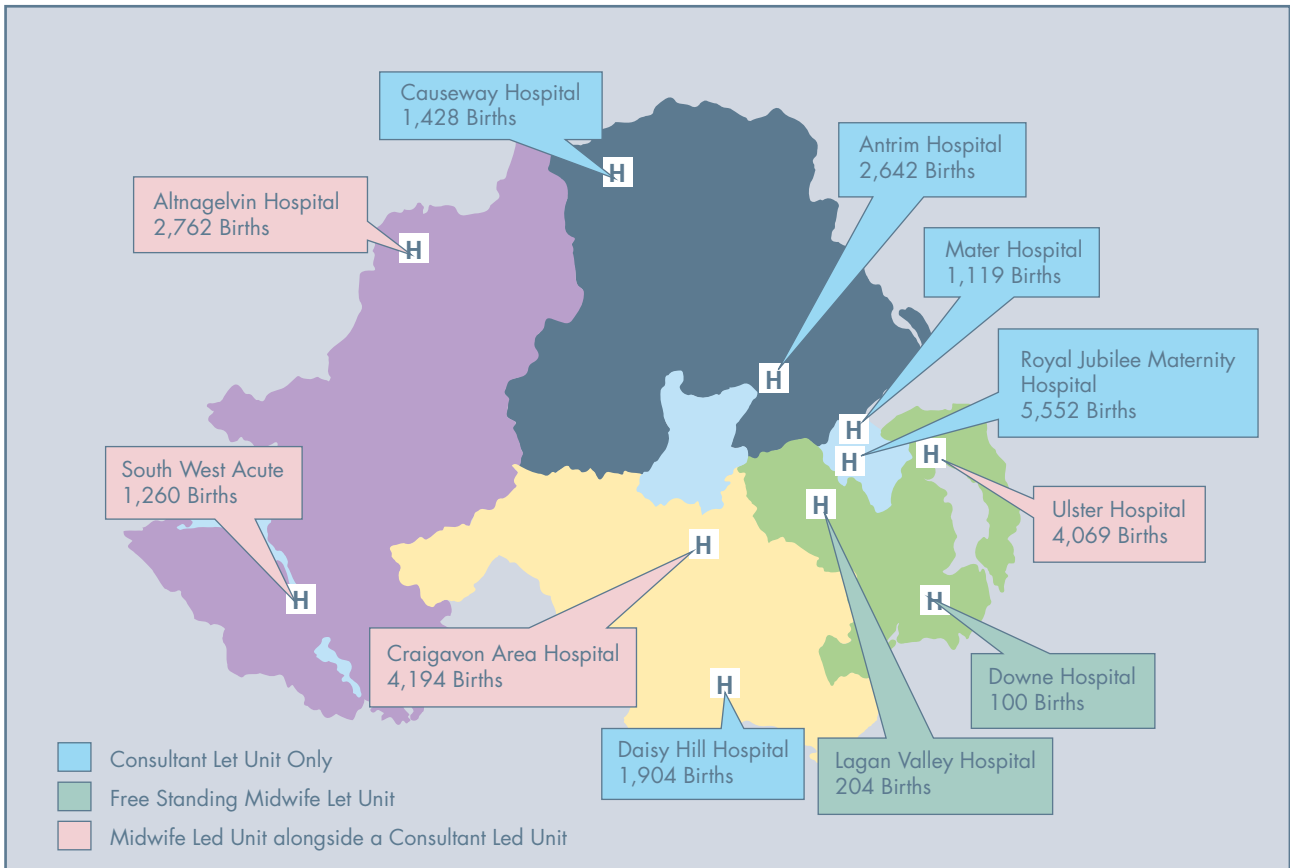 Causeway Hospital
1,428 Births
Antrim Hospital
2,642 Births
Altnagelvin Hospital
2,762 Births
H
H
Mater Hospital
1,119 Births
Royal Jubilee Maternity
Hospital
5,552 Births
H
H
H
H
South West Acute
1,260 Births
H
Ulster Hospital
4,069 Births
H
H
H
Craigavon Area Hospital
4,194 Births
H
Downe Hospital
100 Births
Daisy Hill Hospital
1,904 Births
Lagan Valley Hospital
204 Births
Consultant Let Unit Only
Free Standing Midwife Let Unit
Midwife Led Unit alongside a Consultant Led Unit